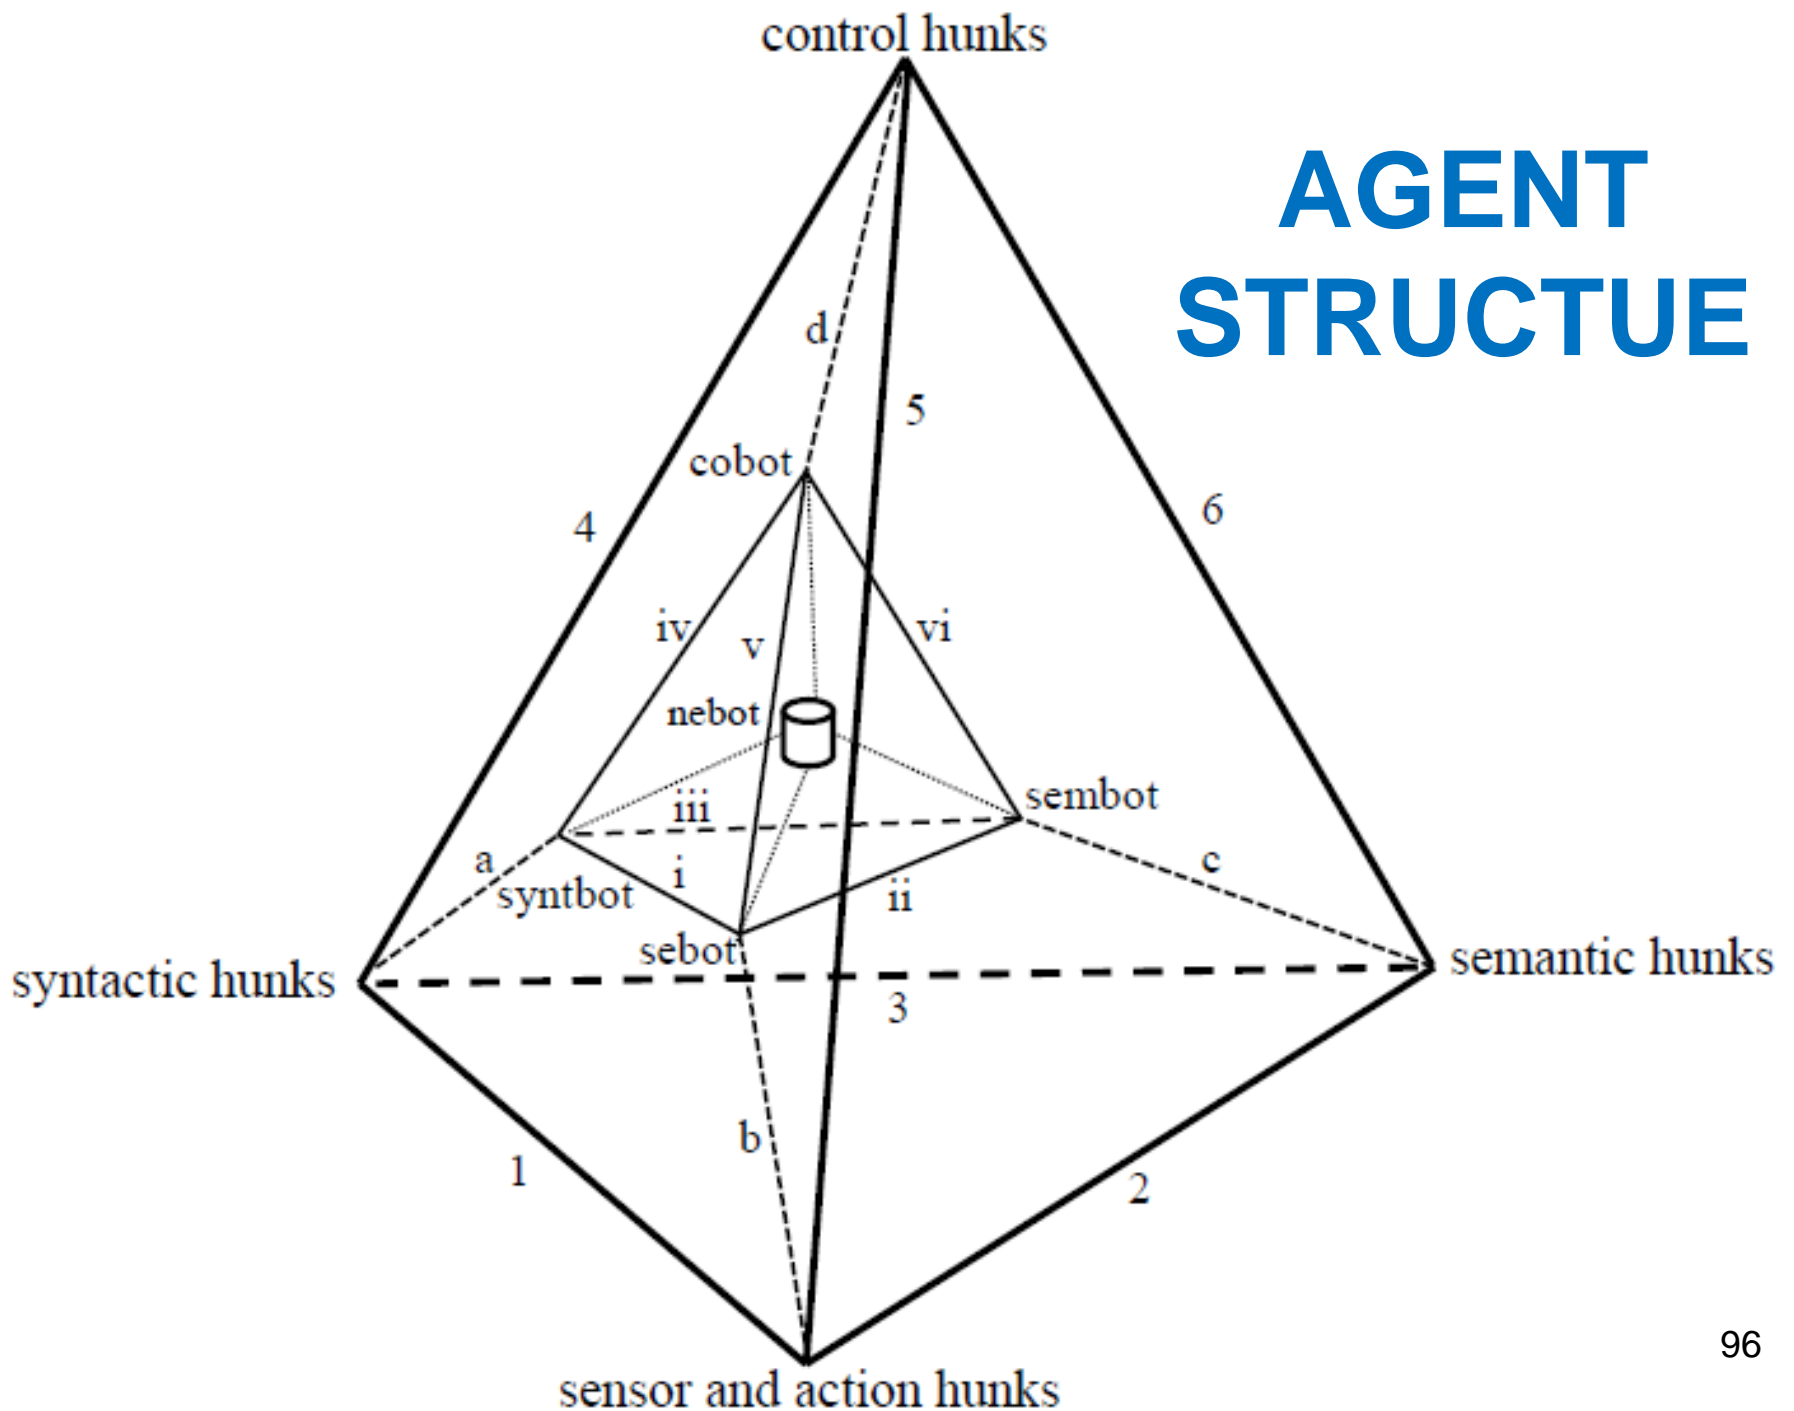 control hunks
AGENT
STRUCTUE
d
5
cobot
6
4
iv
v
vi
nebot
sembot
iii
a
i
c
syntbot
ii
sebot
semantic hunks
syntactic hunks
3
b
1
2
96
sensor and action hunks